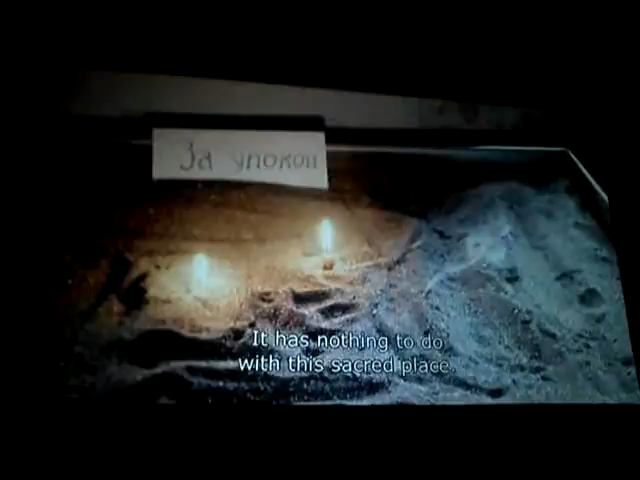 За упокой
It has nothing to do
with this sacred place.